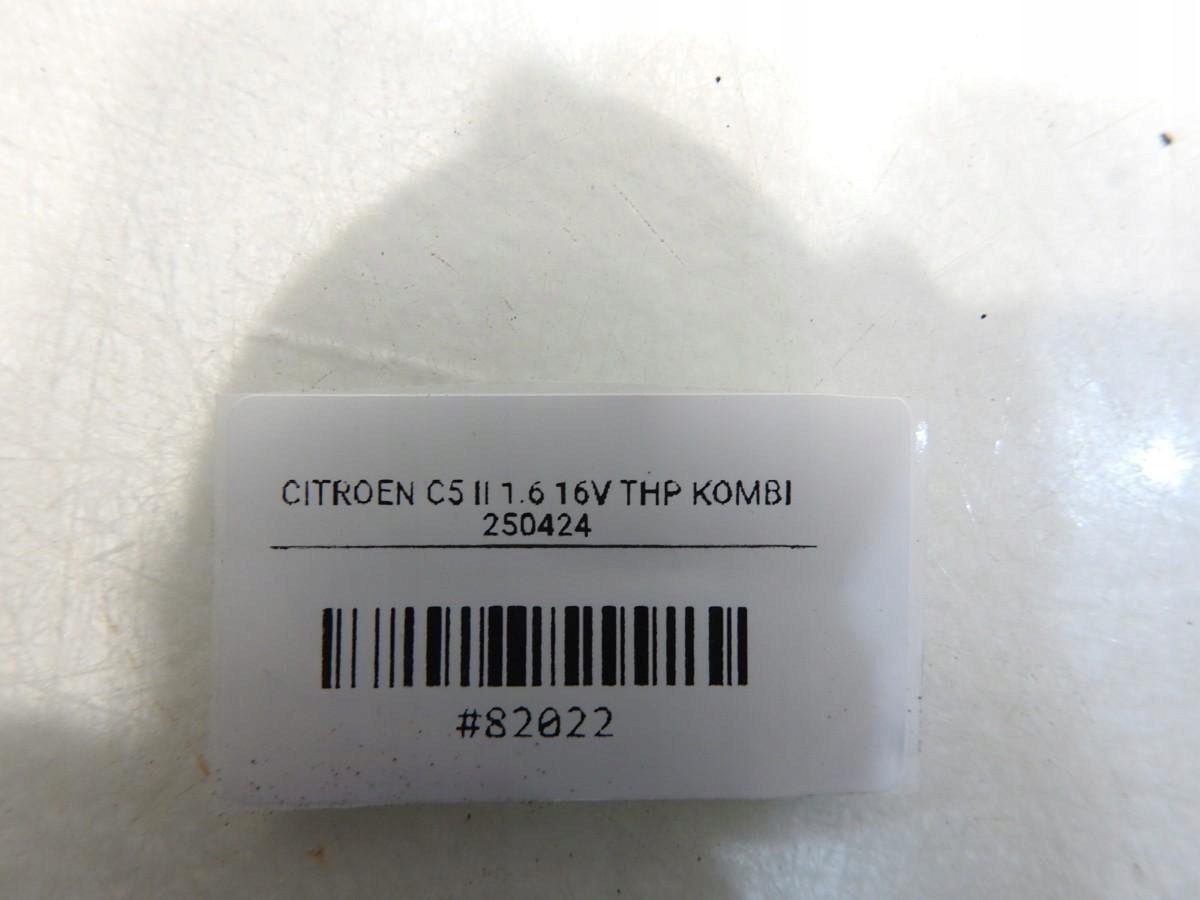 CITROEN C5 II 1.6 16V THP KOMBI
250424
#82022